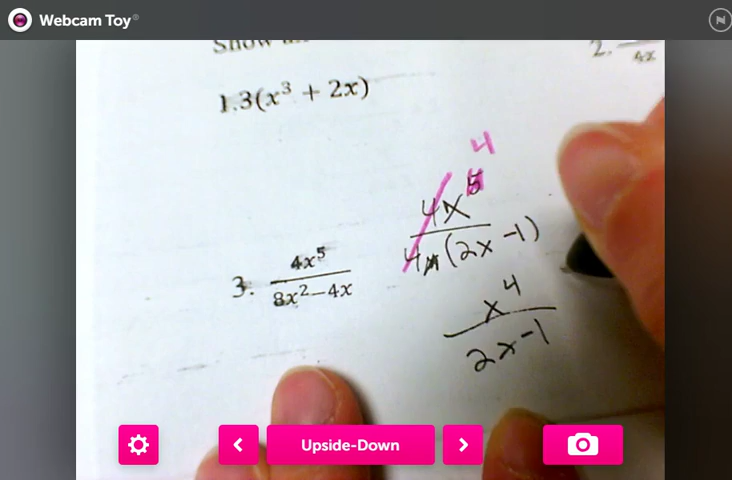 Webcam Toy
2.
4x
1. 3(x³ + 2x)
4
4x⁵
4x(2x - 1)
3. 4x⁵
8x² - 4x
x⁴
2x - 1
Upside-Down